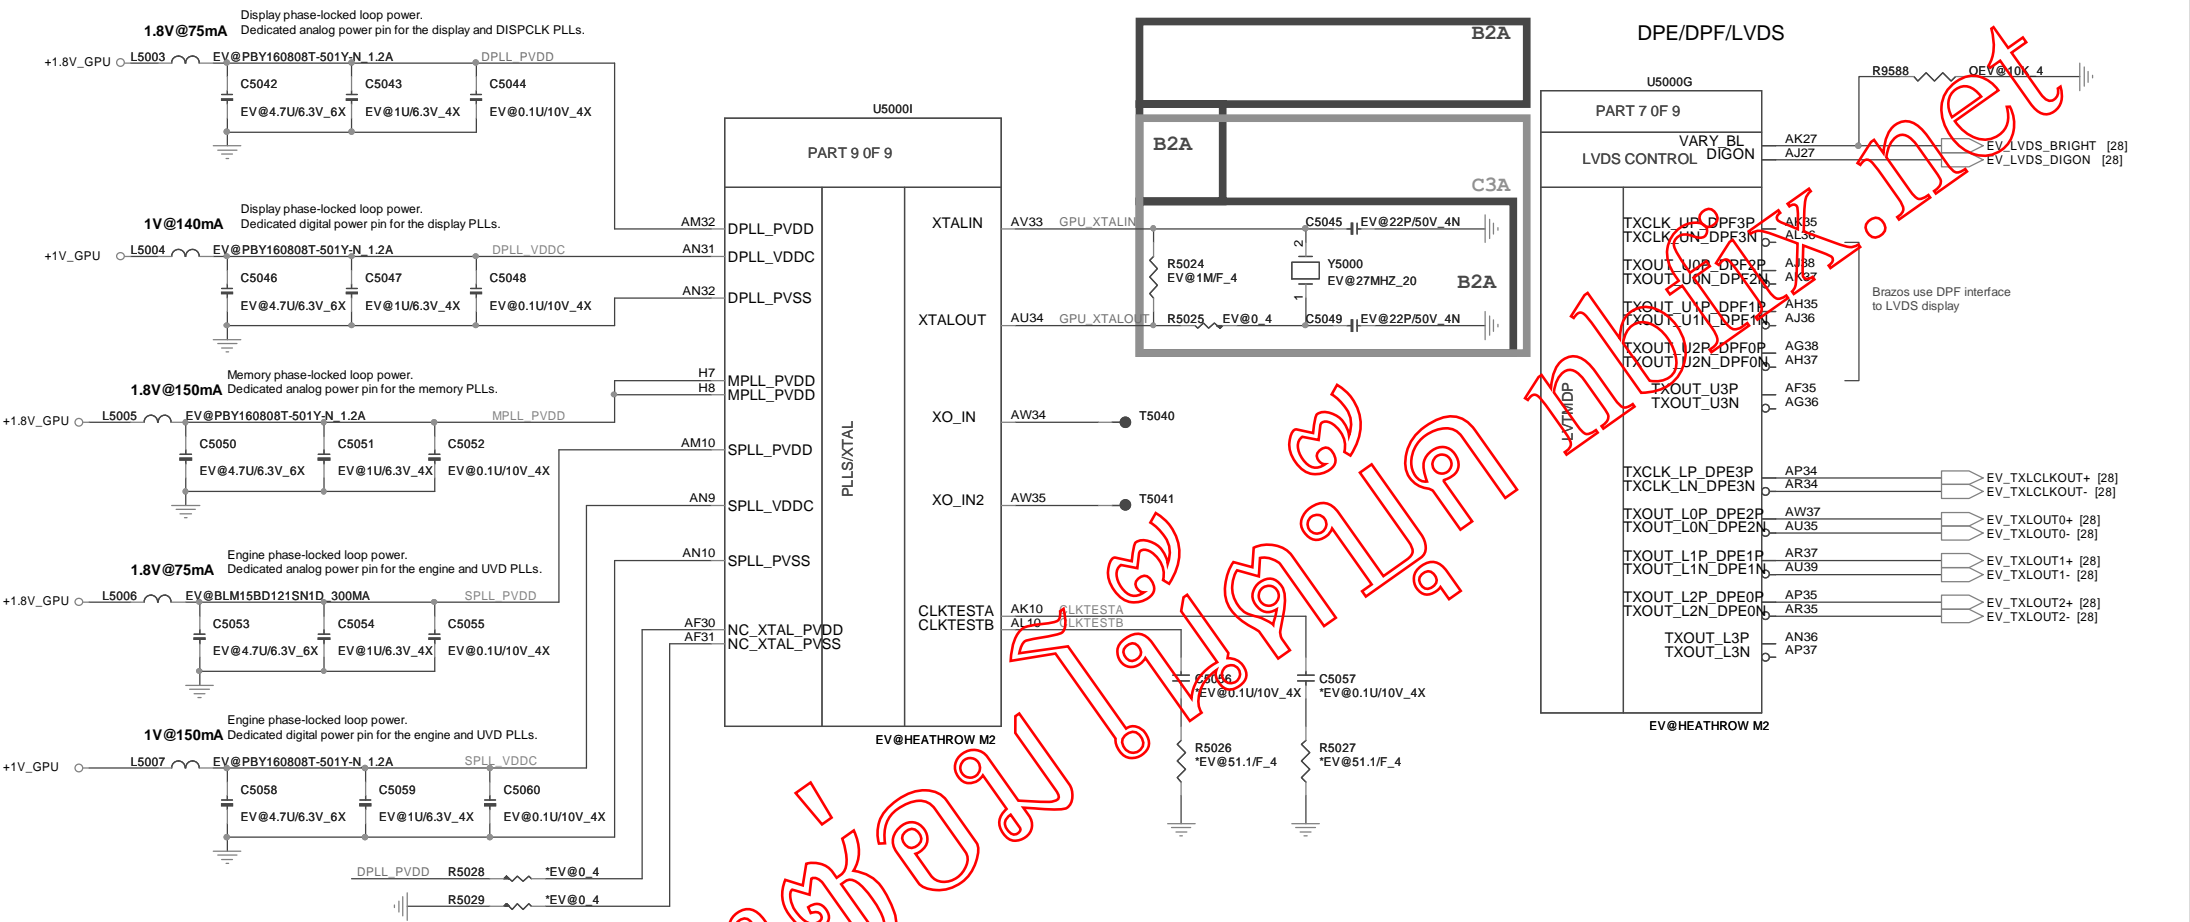 Display phase-locked loop power.
1.8V@75mA Dedicated analog power pin for the display and DISPCLK PLLs.
+1.8V_GPU L5003 EV@PBY160808T-501Y-N_1.2A DPLL_PVDD
C5042 C5043 C5044
EV@4.7U/6.3V_6X EV@1U/6.3V_4X EV@0.1U/10V_4X
Display phase-locked loop power.
1V@140mA Dedicated digital power pin for the display PLLs.
+1V_GPU L5004 EV@PBY160808T-501Y-N_1.2A DPLL_VDDC
C5046 C5047 C5048
EV@4.7U/6.3V_6X EV@1U/6.3V_4X EV@0.1U/10V_4X
Memory phase-locked loop power.
1.8V@150mA Dedicated analog power pin for the memory PLLs.
+1.8V_GPU L5005 EV@PBY160808T-501Y-N_1.2A MPLL_PVDD
C5050 C5051 C5052
EV@4.7U/6.3V_6X EV@1U/6.3V_4X EV@0.1U/10V_4X
Engine phase-locked loop power.
1.8V@75mA Dedicated analog power pin for the engine and UVD PLLs.
+1.8V_GPU L5006 EV@BLM15BD121SN1D_300MA SPLL_PVDD
C5053 C5054 C5055
EV@4.7U/6.3V_6X EV@1U/6.3V_4X EV@0.1U/10V_4X
Engine phase-locked loop power.
1V@150mA Dedicated digital power pin for the engine and UVD PLLs.
+1V_GPU L5007 EV@PBY160808T-501Y-N_1.2A SPLL_VDDC
C5058 C5059 C5060
EV@4.7U/6.3V_6X EV@1U/6.3V_4X EV@0.1U/10V_4X
DPLL_PVDD R5028 *EV@0_4
R5029 *EV@0_4
U5000I
PART 9 0F 9
PLLS/XTAL
AM32 DPLL_PVDD
AN31 DPLL_VDDC
AN32 DPLL_PVSS
H7 MPLL_PVDD
H8 MPLL_PVDD
AM10 SPLL_PVDD
AN9 SPLL_VDDC
AN10 SPLL_PVSS
AF30 NC_XTAL_PVDD
AF31 NC_XTAL_PVSS
XTALIN AV33 GPU_XTALIN
XTALOUT AU34 GPU_XTALOUT
XO_IN AW34 T5040
XO_IN2 AW35 T5041
CLKTESTA AK10 CLKTESTA
CLKTESTB AL10 CLKTESTB
EV@HEATHROW M2
B2A
B2A
C3A
C5045 EV@22P/50V_4N
2
R5024 Y5000
EV@1M/F_4 EV@27MHZ_20 B2A
1
R5025 EV@0_4 C5049 EV@22P/50V_4N
C5056 C5057
*EV@0.1U/10V_4X *EV@0.1U/10V_4X
R5026 R5027
*EV@51.1/F_4 *EV@51.1/F_4
DPE/DPF/LVDS
R9588 OEV@10K_4
U5000G
PART 7 0F 9
LVDS CONTROL
LVTMDP
VARY_BL AK27 EV_LVDS_BRIGHT [28]
DIGON AJ27 EV_LVDS_DIGON [28]
TXCLK_UP_DPF3P AK35
TXCLK_UN_DPF3N AL36
TXOUT_U0P_DPF2P AJ38
TXOUT_U0N_DPF2N AK37
TXOUT_U1P_DPF1P AH35
TXOUT_U1N_DPF1N AJ36
TXOUT_U2P_DPF0P AG38
TXOUT_U2N_DPF0N AH37
TXOUT_U3P AF35
TXOUT_U3N AG36
Brazos use DPF interface
to LVDS display
TXCLK_LP_DPE3P AP34 EV_TXLCLKOUT+ [28]
TXCLK_LN_DPE3N AR34 EV_TXLCLKOUT- [28]
TXOUT_L0P_DPE2P AW37 EV_TXLOUT0+ [28]
TXOUT_L0N_DPE2N AU35 EV_TXLOUT0- [28]
TXOUT_L1P_DPE1P AR37 EV_TXLOUT1+ [28]
TXOUT_L1N_DPE1N AU39 EV_TXLOUT1- [28]
TXOUT_L2P_DPE0P AP35 EV_TXLOUT2+ [28]
TXOUT_L2N_DPE0N AR35 EV_TXLOUT2- [28]
TXOUT_L3P AN36
TXOUT_L3N AP37
EV@HEATHROW M2
ซ่อมโน๊ตบุ๊ค nbfix.net